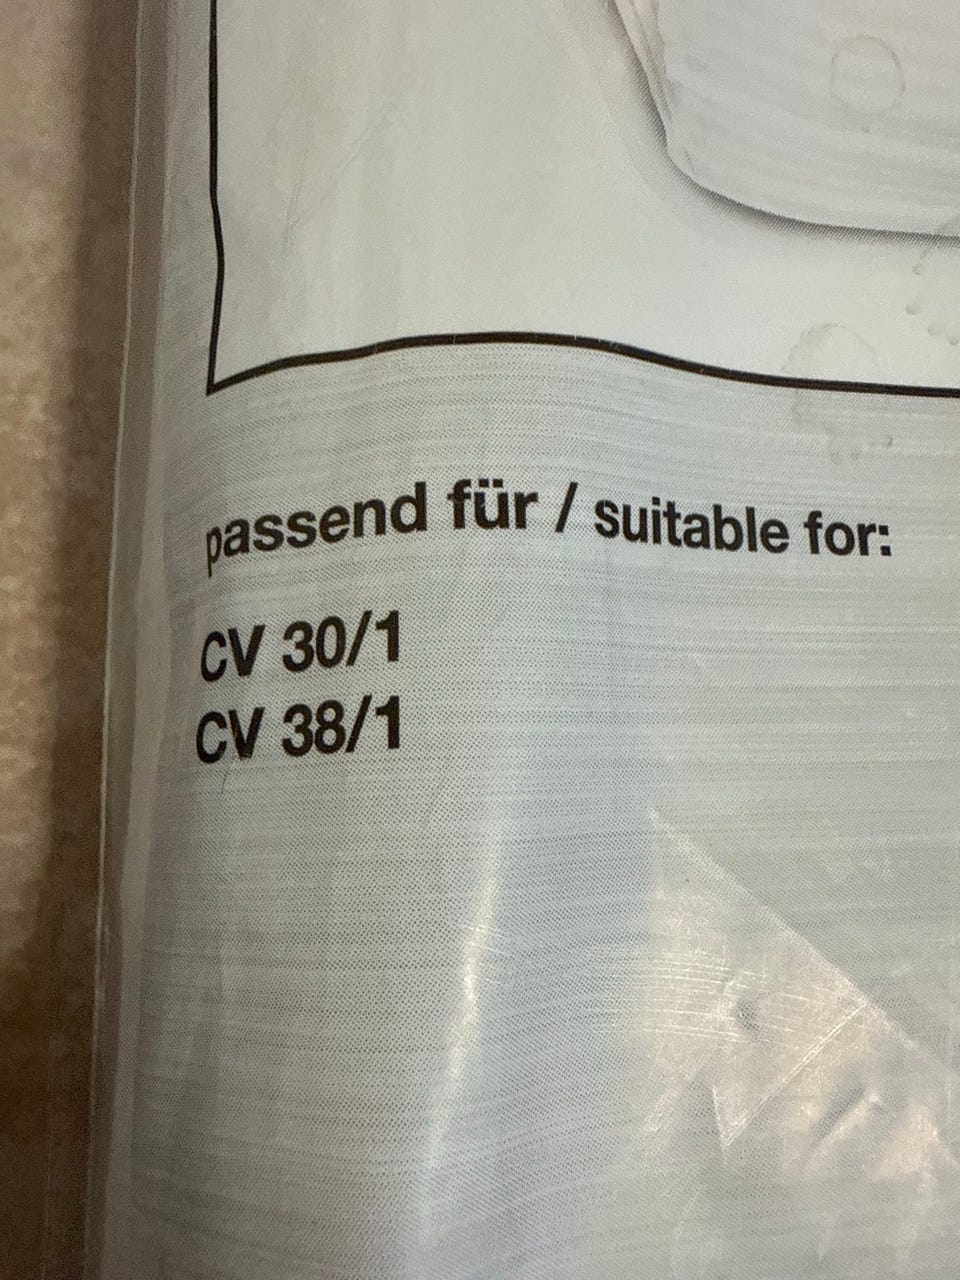 passend für / suitable for:
CV 30/1
CV 38/1